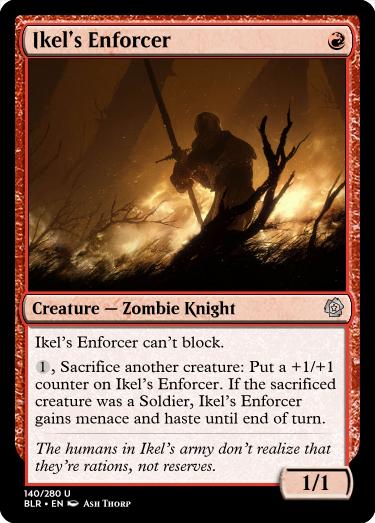 Ikel's Enforcer
Creature — Zombie Knight
Ikel's Enforcer can't block.
1, Sacrifice another creature: Put a +1/+1
counter on Ikel's Enforcer. If the sacrificed
creature was a Soldier, Ikel's Enforcer
gains menace and haste until end of turn.
The humans in Ikel's army don't realize that
they're rations, not reserves.
1/1
140/280 U
BLR • EN Ash Thorp